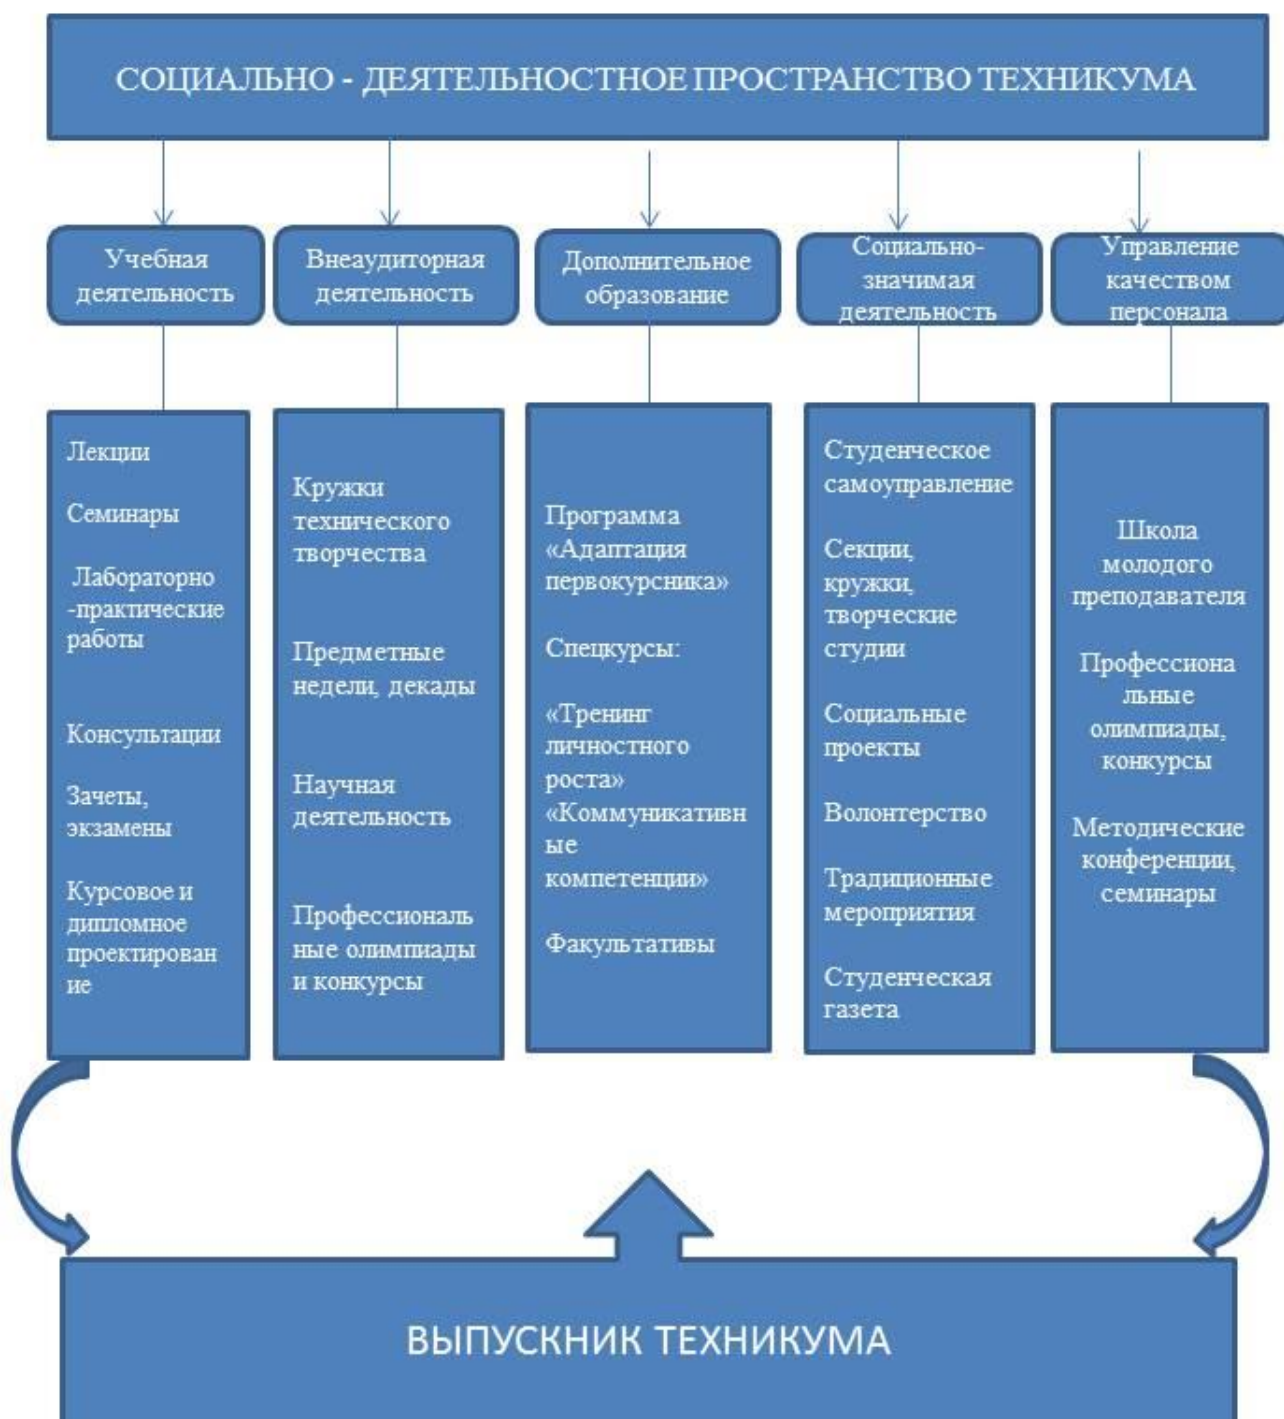 СОЦИАЛЬНО - ДЕЯТЕЛЬНОСТНОЕ ПРОСТРАНСТВО ТЕХНИКУМА
Учебная
деятельность
Внеаудиторная
деятельность
Дополнительное
образование
Социально-
значимая
деятельность
Управление
качеством
персонала
Лекции
Семинары
Лабораторно
-практические
работы
Консультации
Зачеты,
экзамены
Курсовое и
дипломное
проектирован
ие
Кружки
технического
творчества
Предметные
недели, декады
Научная
деятельность
Профессиональ
ные олимпиады
и конкурсы
Программа
«Адаптация
первокурсника»
Спецкурсы:
«Тренинг
личностного
роста»
«Коммуникативн
ые
компетенции»
Факультативы
Студенческое
самоуправление
Секции,
кружки,
творческие
студии
Социальные
проекты
Волонтерство
Традиционные
мероприятия
Студенческая
газета
Школа
молодого
преподавателя
Профессиона
льные
олимпиады,
конкурсы
Методические
конференции,
семинары
ВЫПУСКНИК ТЕХНИКУМА